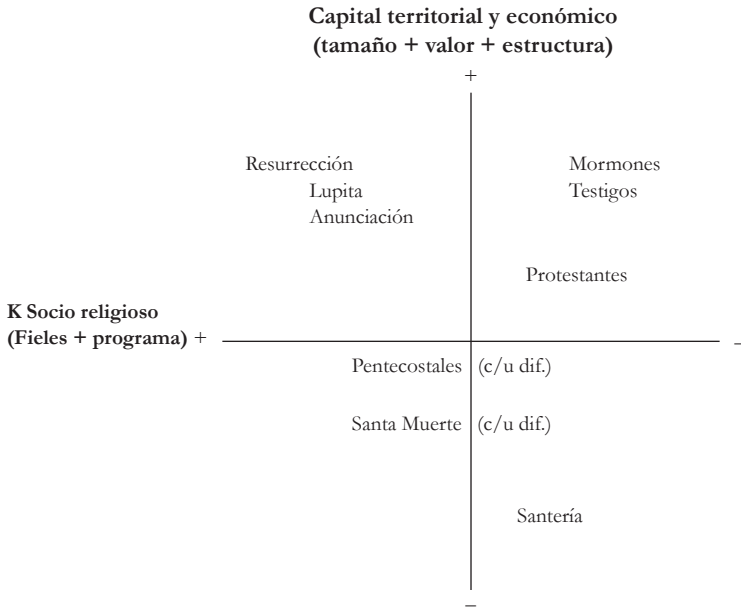 Capital territorial y económico
(tamaño + valor + estructura)
+
Resurrección
Mormones
Lupita
Testigos
Anunciación
Protestantes
K Socio religioso
(Fieles + programa) +
–
Pentecostales (c/u dif.)
Santa Muerte (c/u dif.)
Santería
–